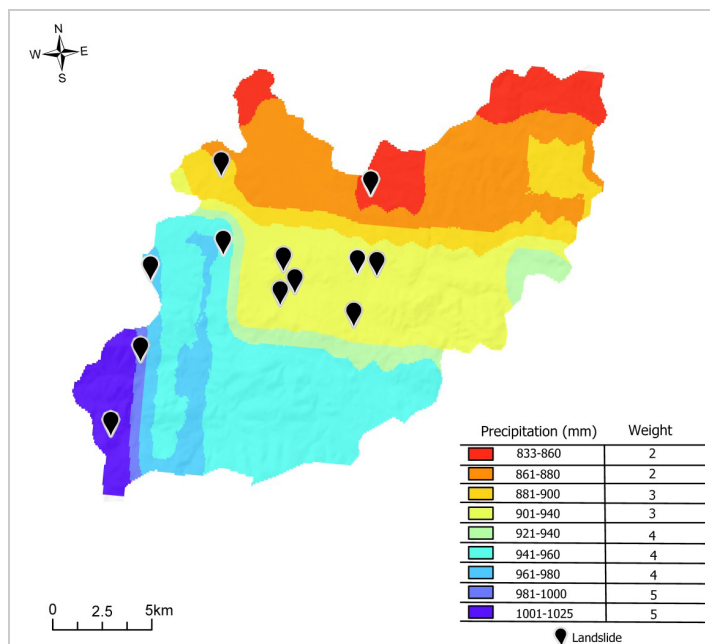 N
W E
S
Precipitation (mm) Weight
833-860 2
861-880 2
881-900 3
901-940 3
921-940 4
941-960 4
961-980 4
981-1000 5
1001-1025 5
Landslide
0 2.5 5km